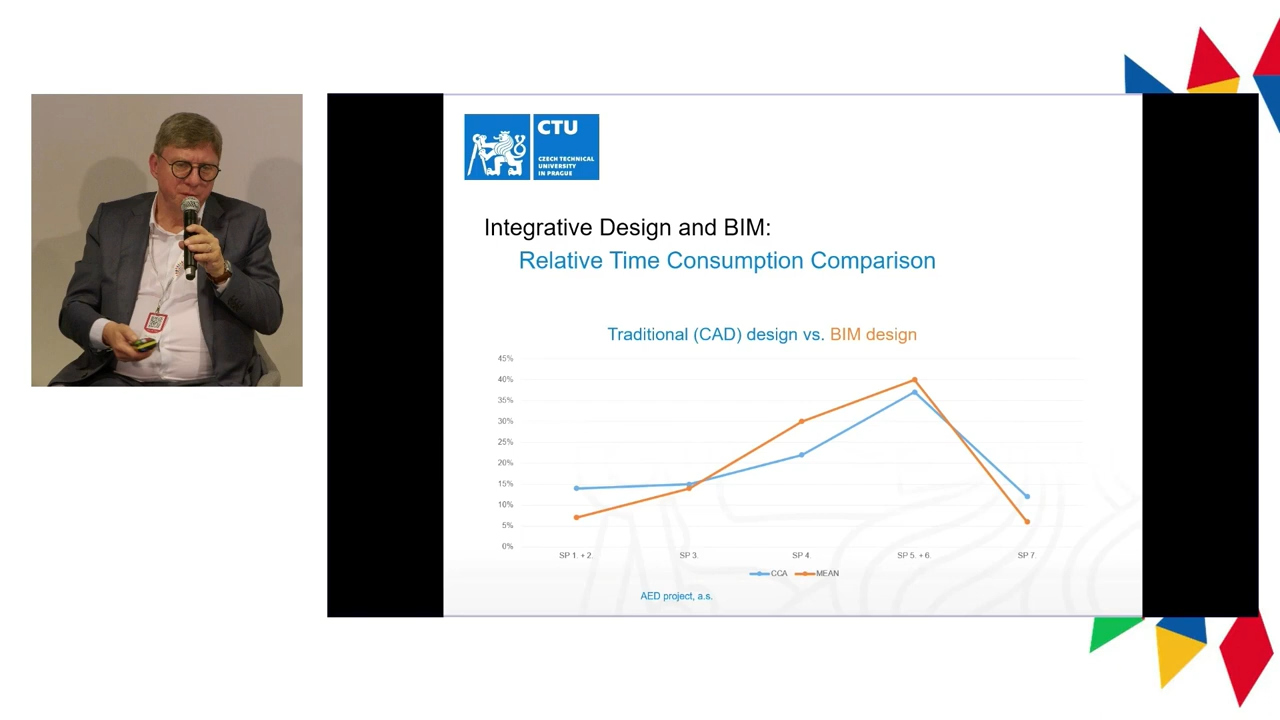 CTU
CZECH TECHNICAL
UNIVERSITY
IN PRAGUE
Integrative Design and BIM:
Relative Time Consumption Comparison
Traditional (CAD) design vs. BIM design
45%
40%
35%
30%
25%
20%
15%
10%
5%
0%
SP 1. + 2. SP 3. SP 4. SP 5. + 6. SP 7.
CCA MEAN
AED project, a.s.